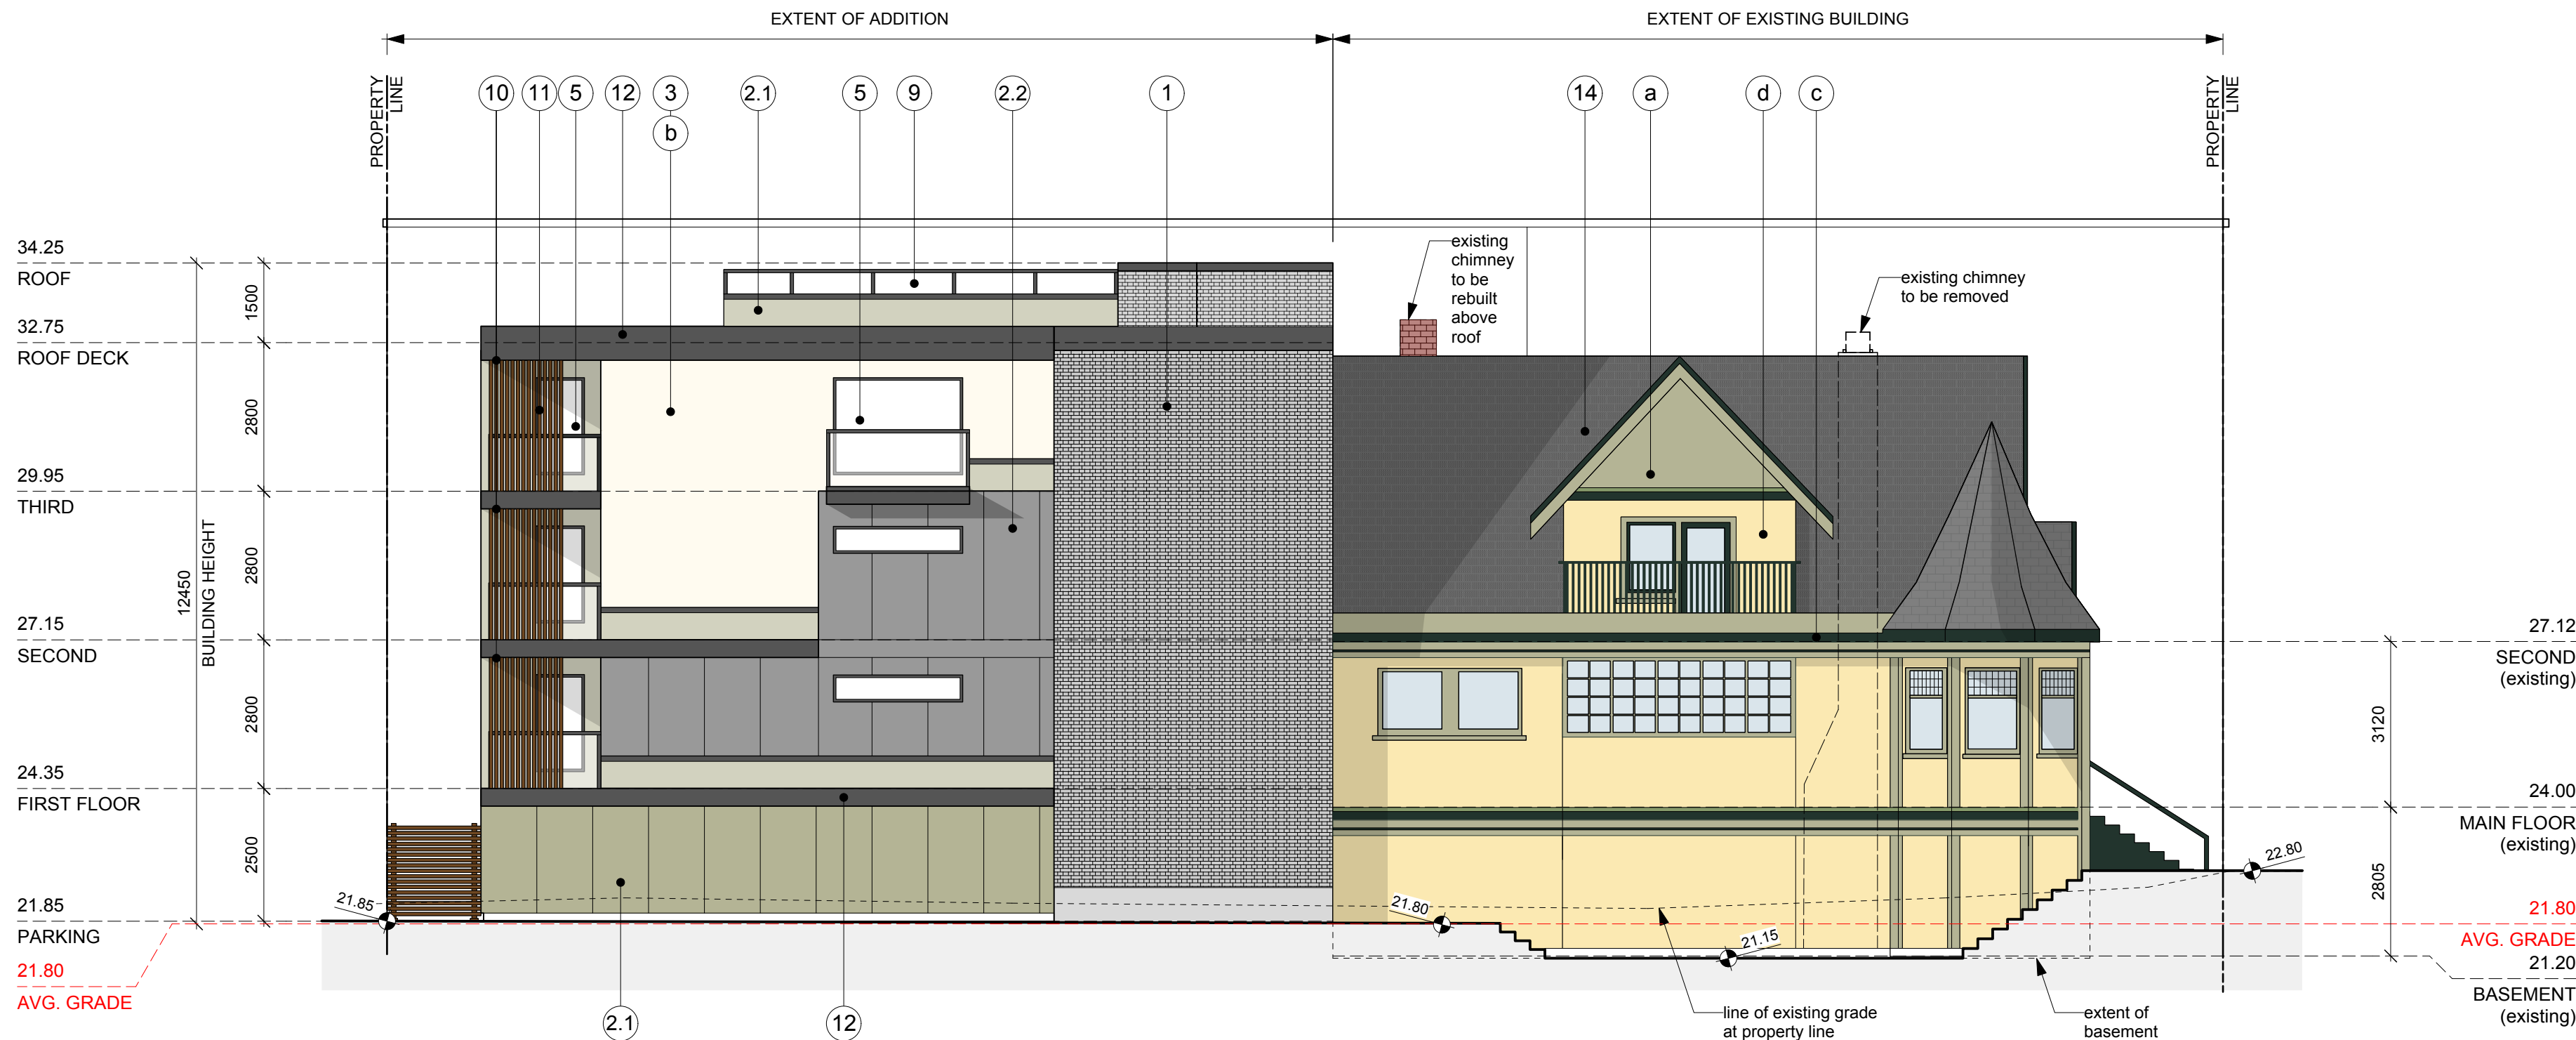 EXTENT OF ADDITION
EXTENT OF EXISTING BUILDING
PROPERTY
LINE
10
11
5
12
3
b
2.1
5
9
2.2
1
14
a
d
c
PROPERTY
LINE
existing
chimney
to be
rebuilt
above
roof
existing chimney
to be removed
34.25
ROOF
32.75
ROOF DECK
29.95
THIRD
27.15
SECOND
24.35
FIRST FLOOR
21.85
PARKING
21.80
AVG. GRADE
12450
BUILDING HEIGHT
1500
2800
2800
2800
2500
21.85
21.80
21.15
22.80
27.12
SECOND
(existing)
3120
24.00
MAIN FLOOR
(existing)
2805
21.80
AVG. GRADE
21.20
BASEMENT
(existing)
2.1
12
line of existing grade
at property line
extent of
basement